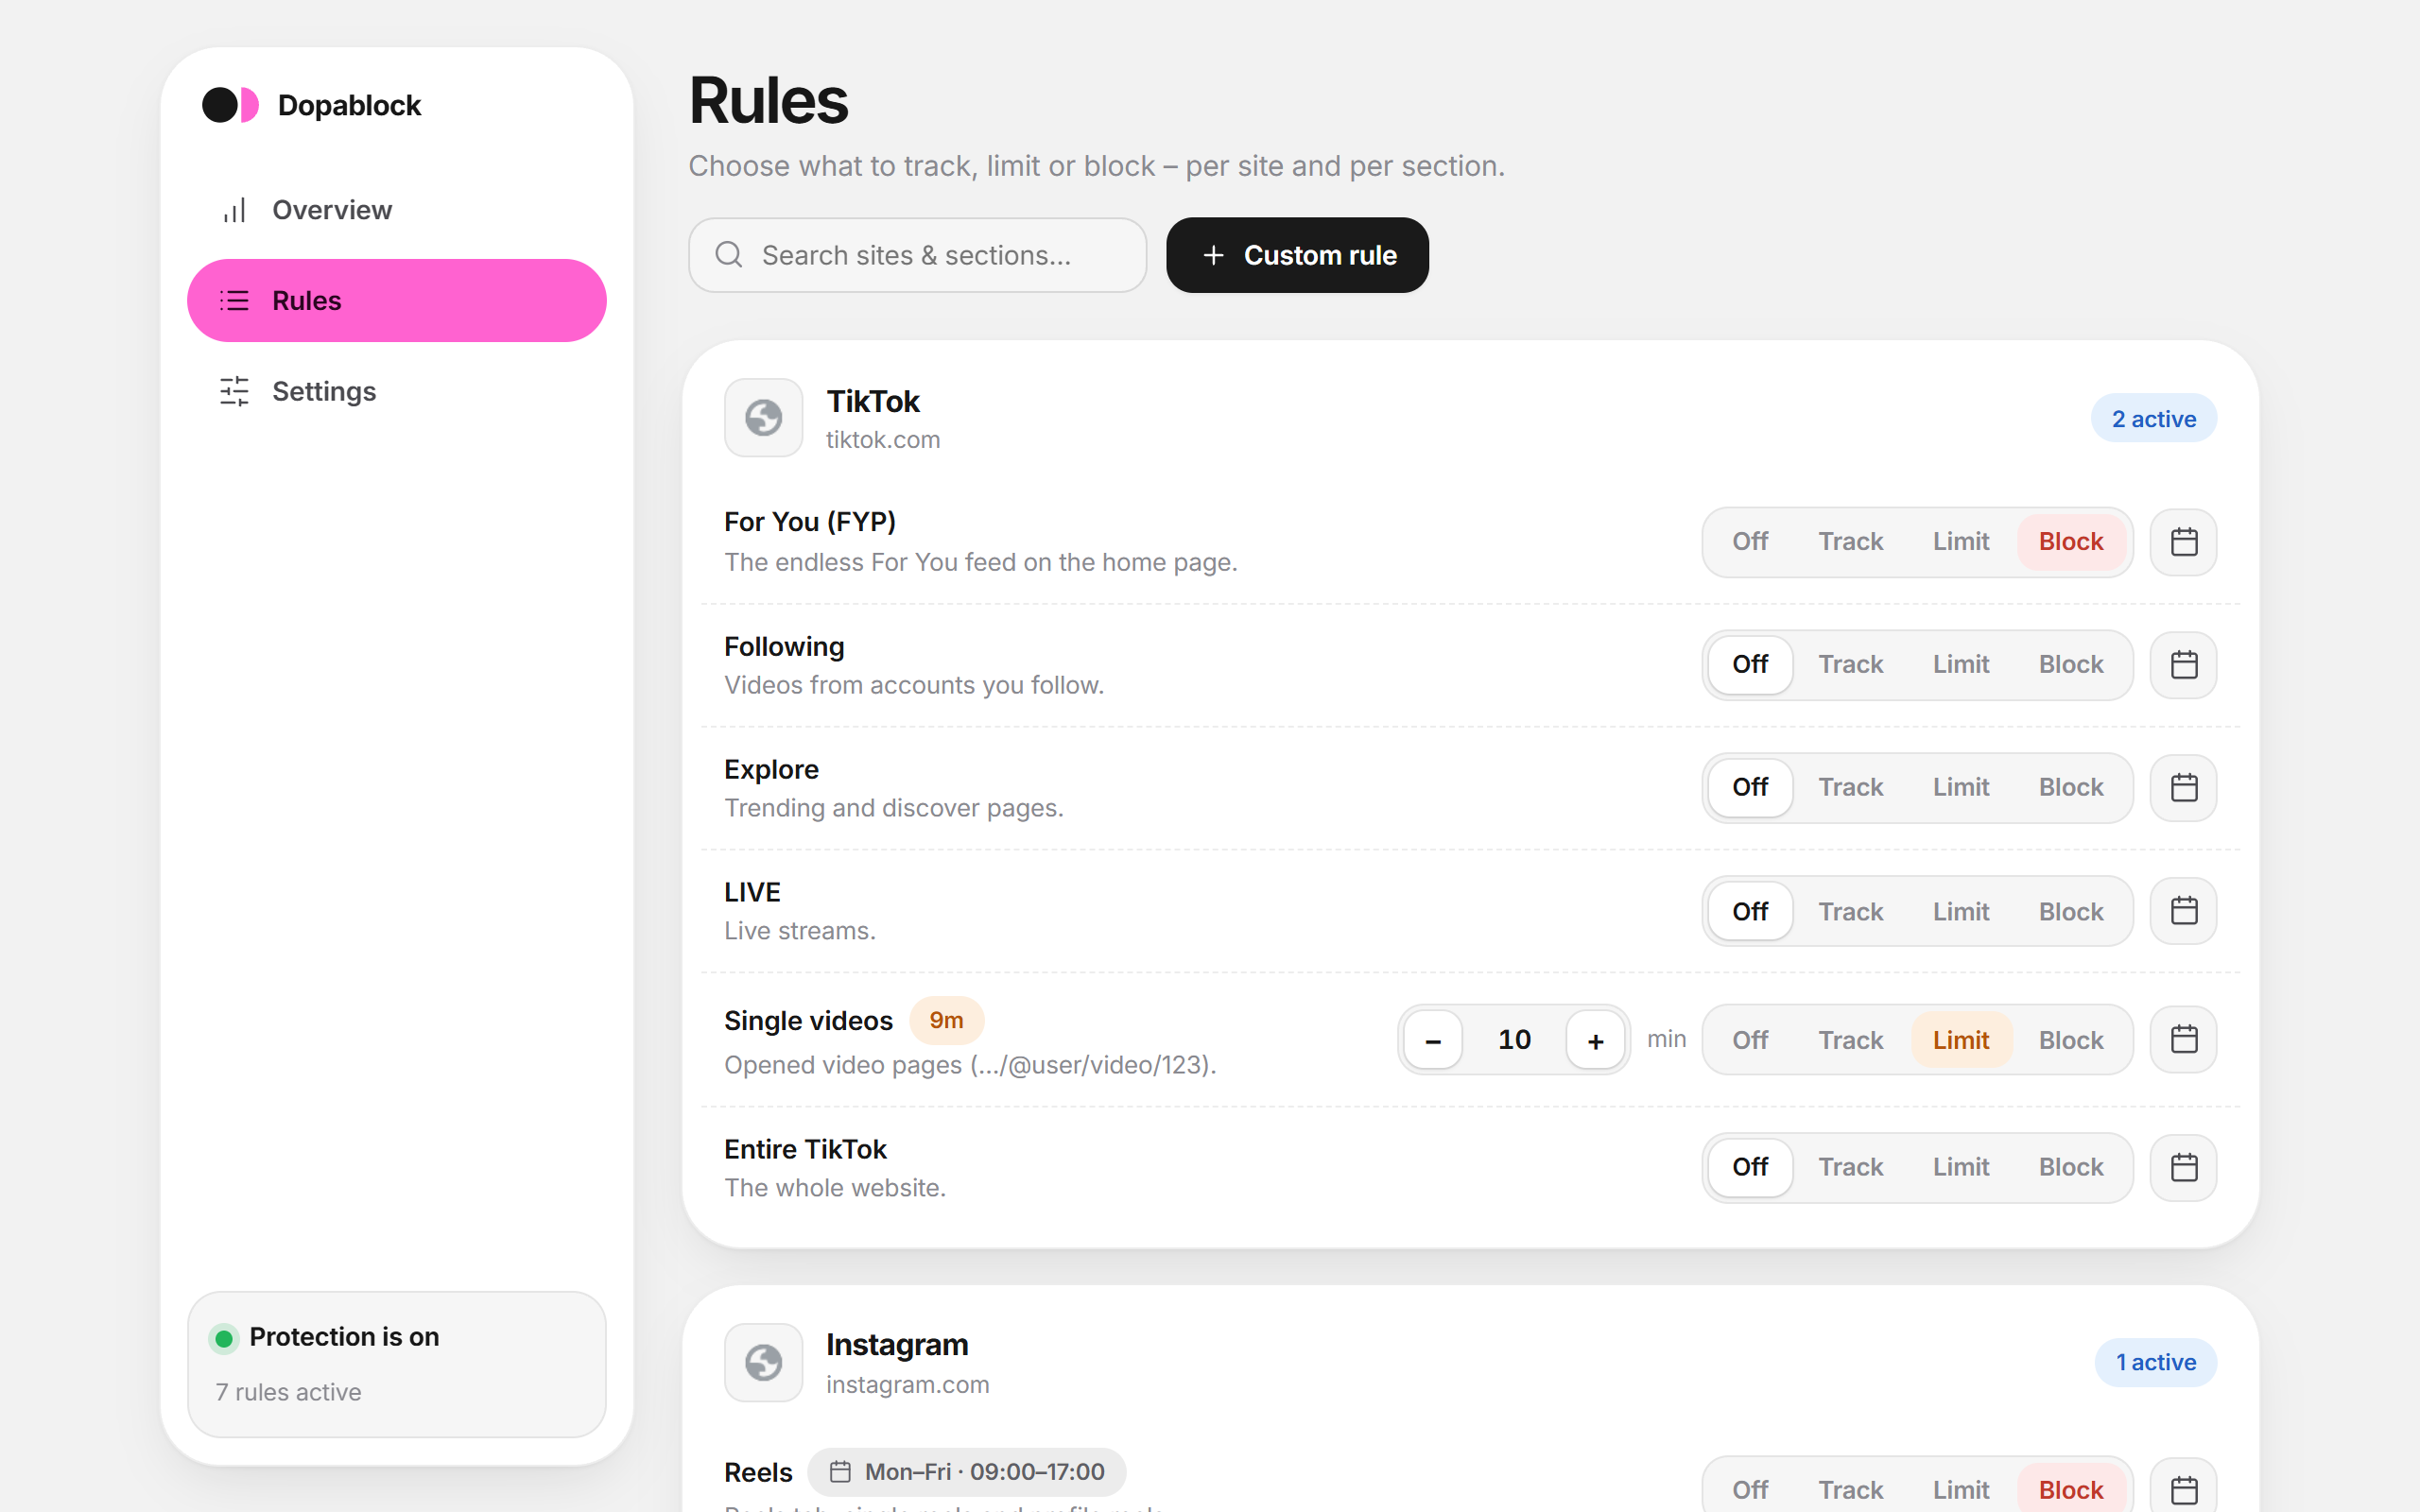 Dopablock
Overview
Rules
Settings
Protection is on
7 rules active
Rules
Choose what to track, limit or block – per site and per section.
Search sites & sections...
Custom rule
TikTok
tiktok.com
2 active
For You (FYP)
The endless For You feed on the home page.
Off Track Limit Block
Following
Videos from accounts you follow.
Off Track Limit Block
Explore
Trending and discover pages.
Off Track Limit Block
LIVE
Live streams.
Off Track Limit Block
Single videos 9m
Opened video pages (.../@user/video/123).
− 10 + min Off Track Limit Block
Entire TikTok
The whole website.
Off Track Limit Block
Instagram
instagram.com
1 active
Reels Mon–Fri · 09:00–17:00
Off Track Limit Block